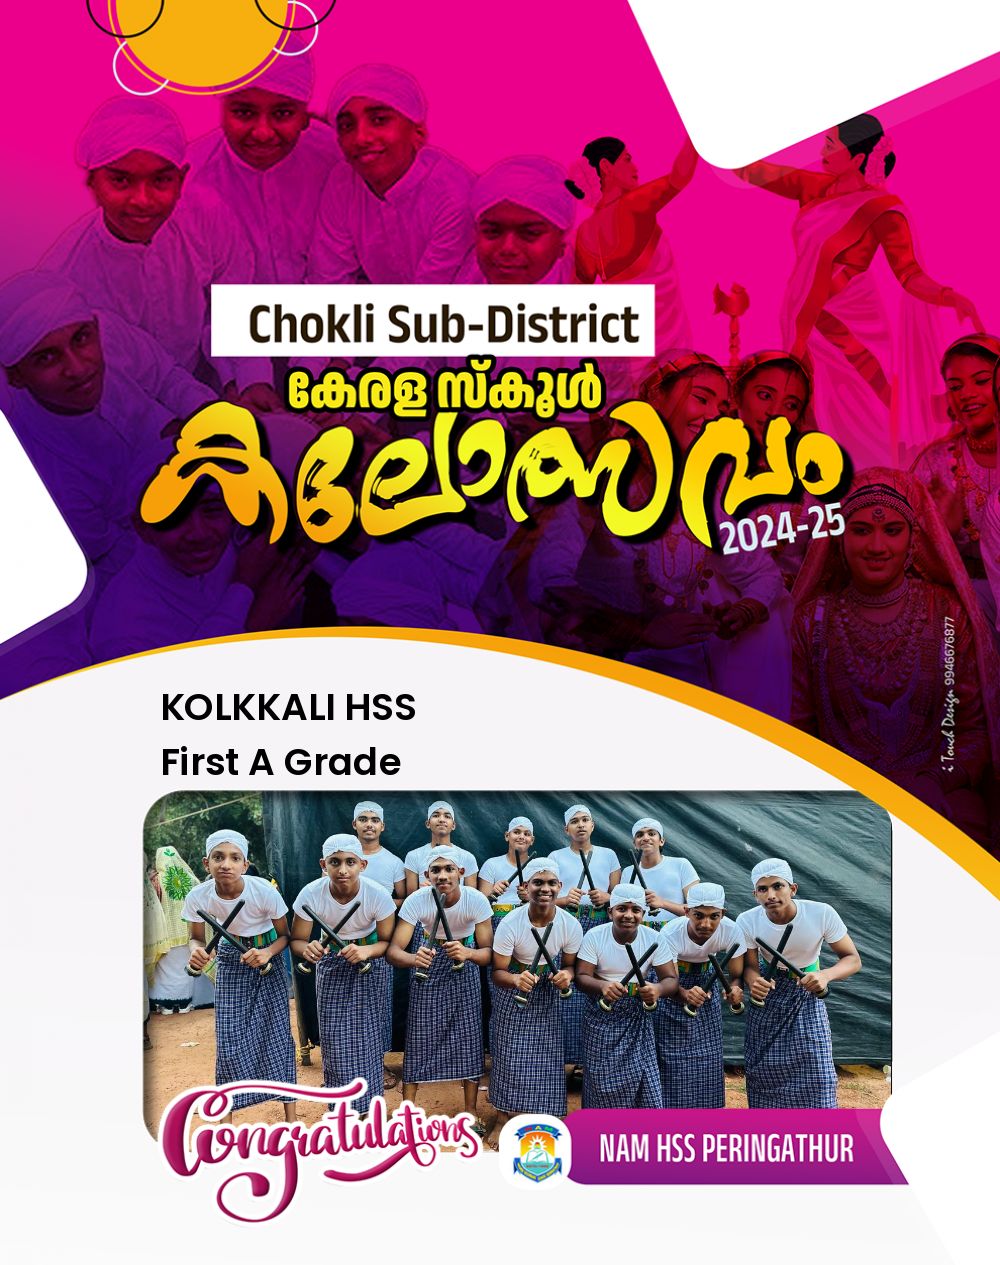 Chokli Sub-District
കേരള സ്കൂൾ
കലോത്സവം
2024-25
i Touch Design 9946676877
KOLKKALI HSS
First A Grade
Congratulations
NAM HSS PERINGATHUR